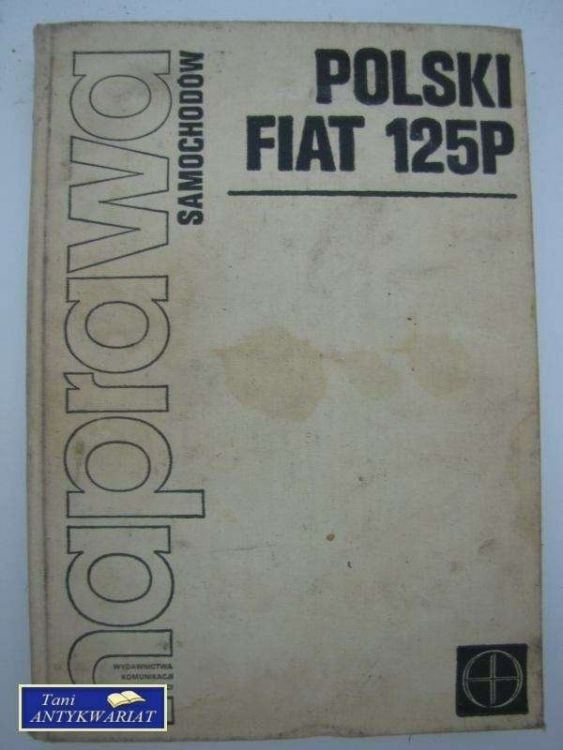 POLSKI
FIAT 125P
naprawa
SAMOCHODÓW
WYDAWNICTWA
KOMUNIKACJI
Tani
ANTYKWARIAT